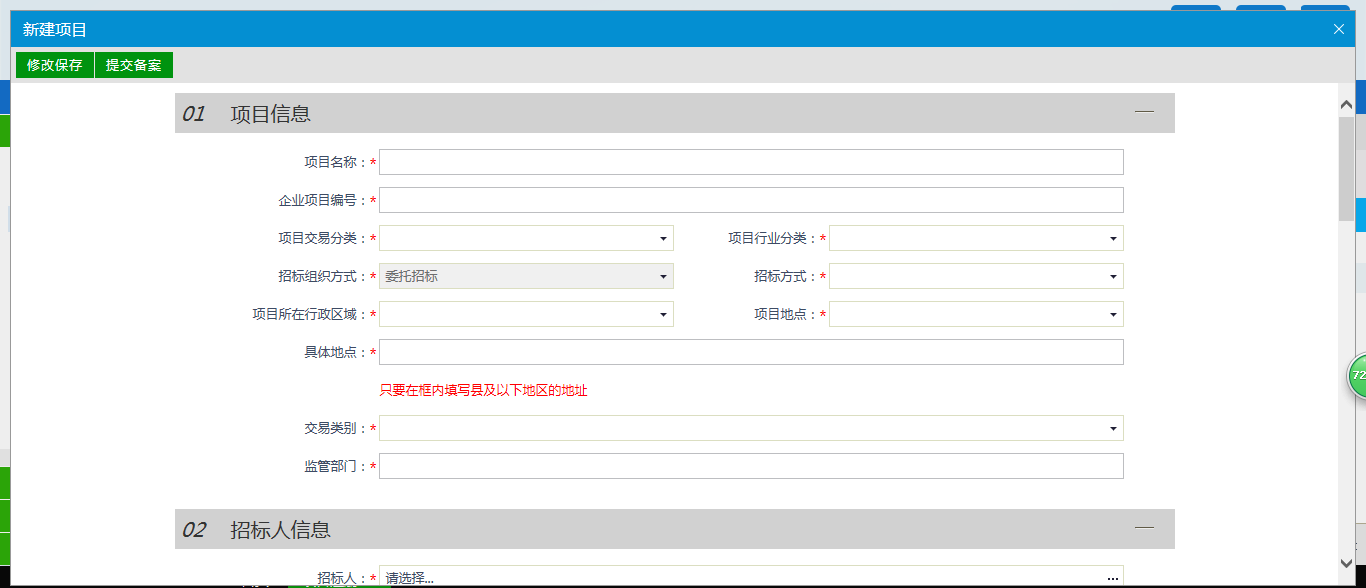 新建项目
修改保存 提交备案
01 项目信息
项目名称：*
企业项目编号：*
项目交易分类：* 项目行业分类：*
招标组织方式：* 委托招标 招标方式：*
项目所在行政区域：* 项目地点：*
具体地点：*
只要在框内填写县及以下地区的地址
交易类别：*
监管部门：*
02 招标人信息
招标人：* 请选择... ...
72